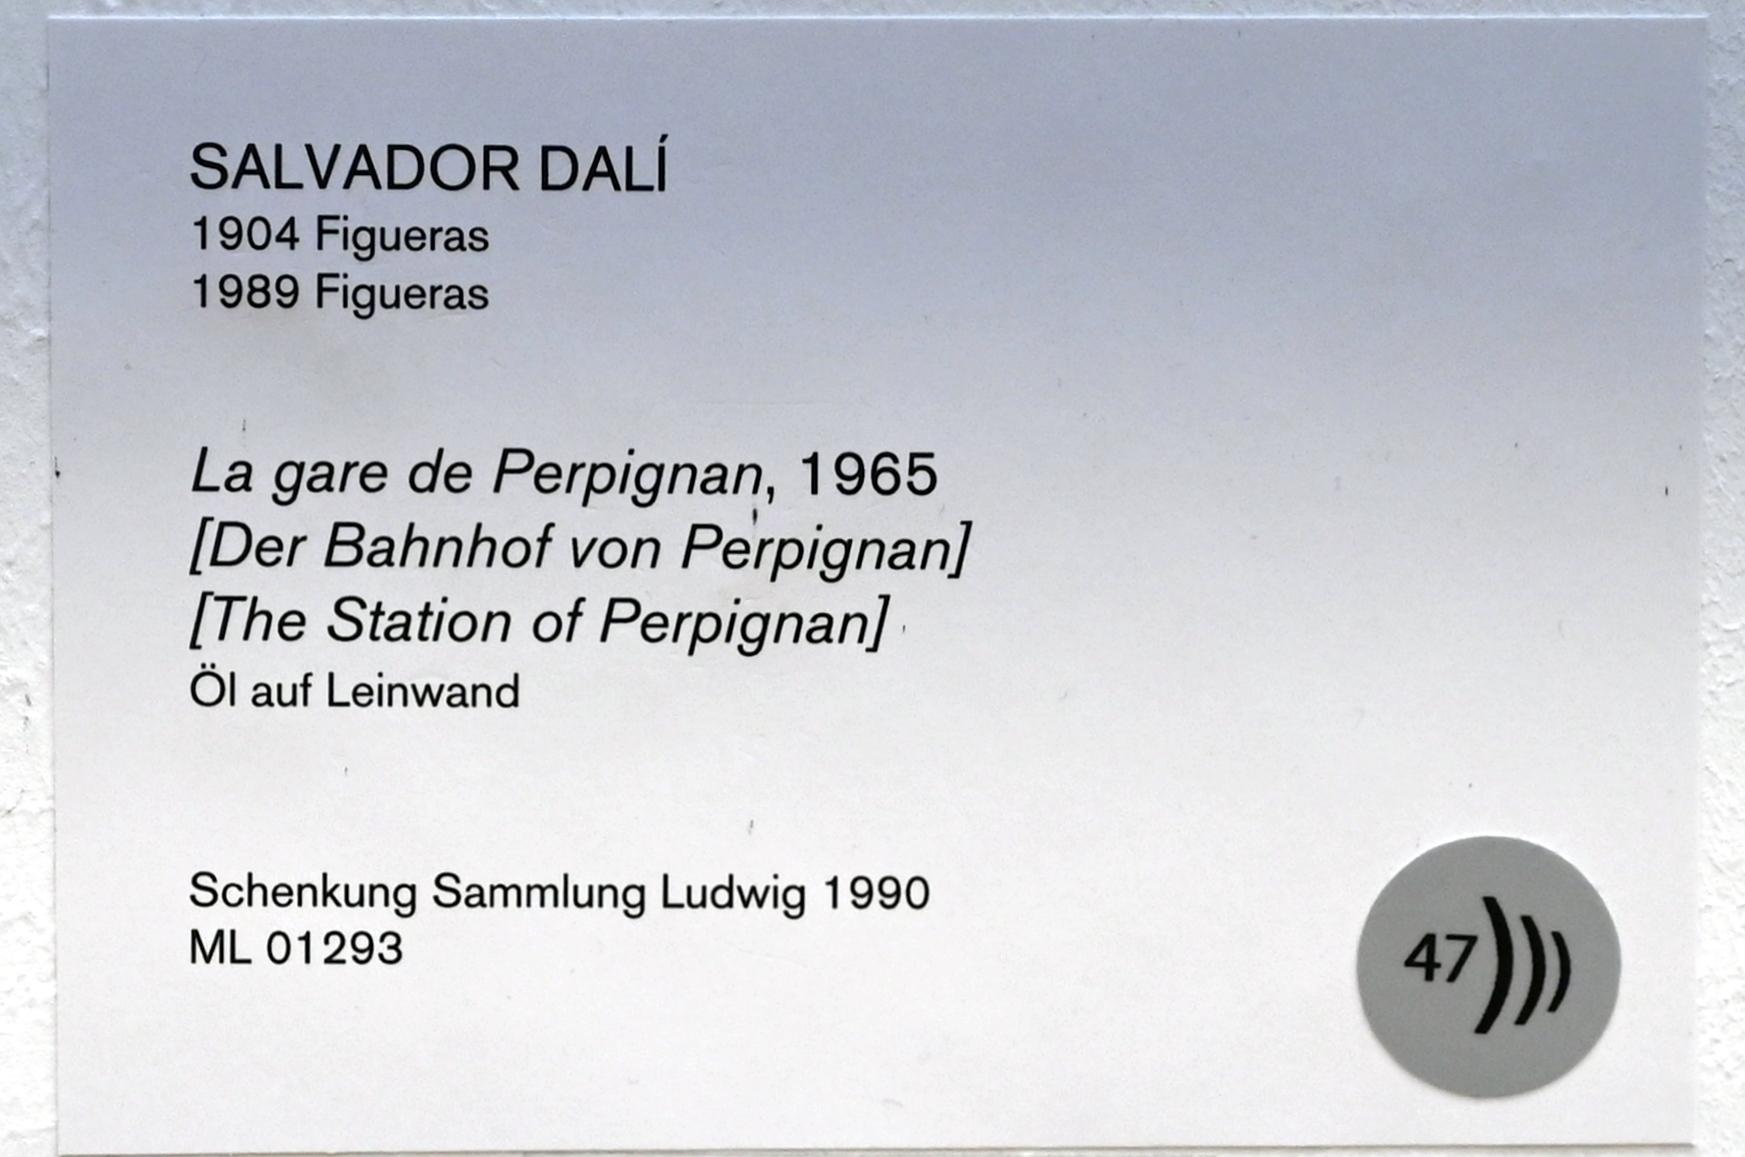 SALVADOR DALÍ
1904 Figueras
1989 Figueras
La gare de Perpignan, 1965
[Der Bahnhof von Perpignan]
[The Station of Perpignan]
Öl auf Leinwand
Schenkung Sammlung Ludwig 1990
ML 01293
47